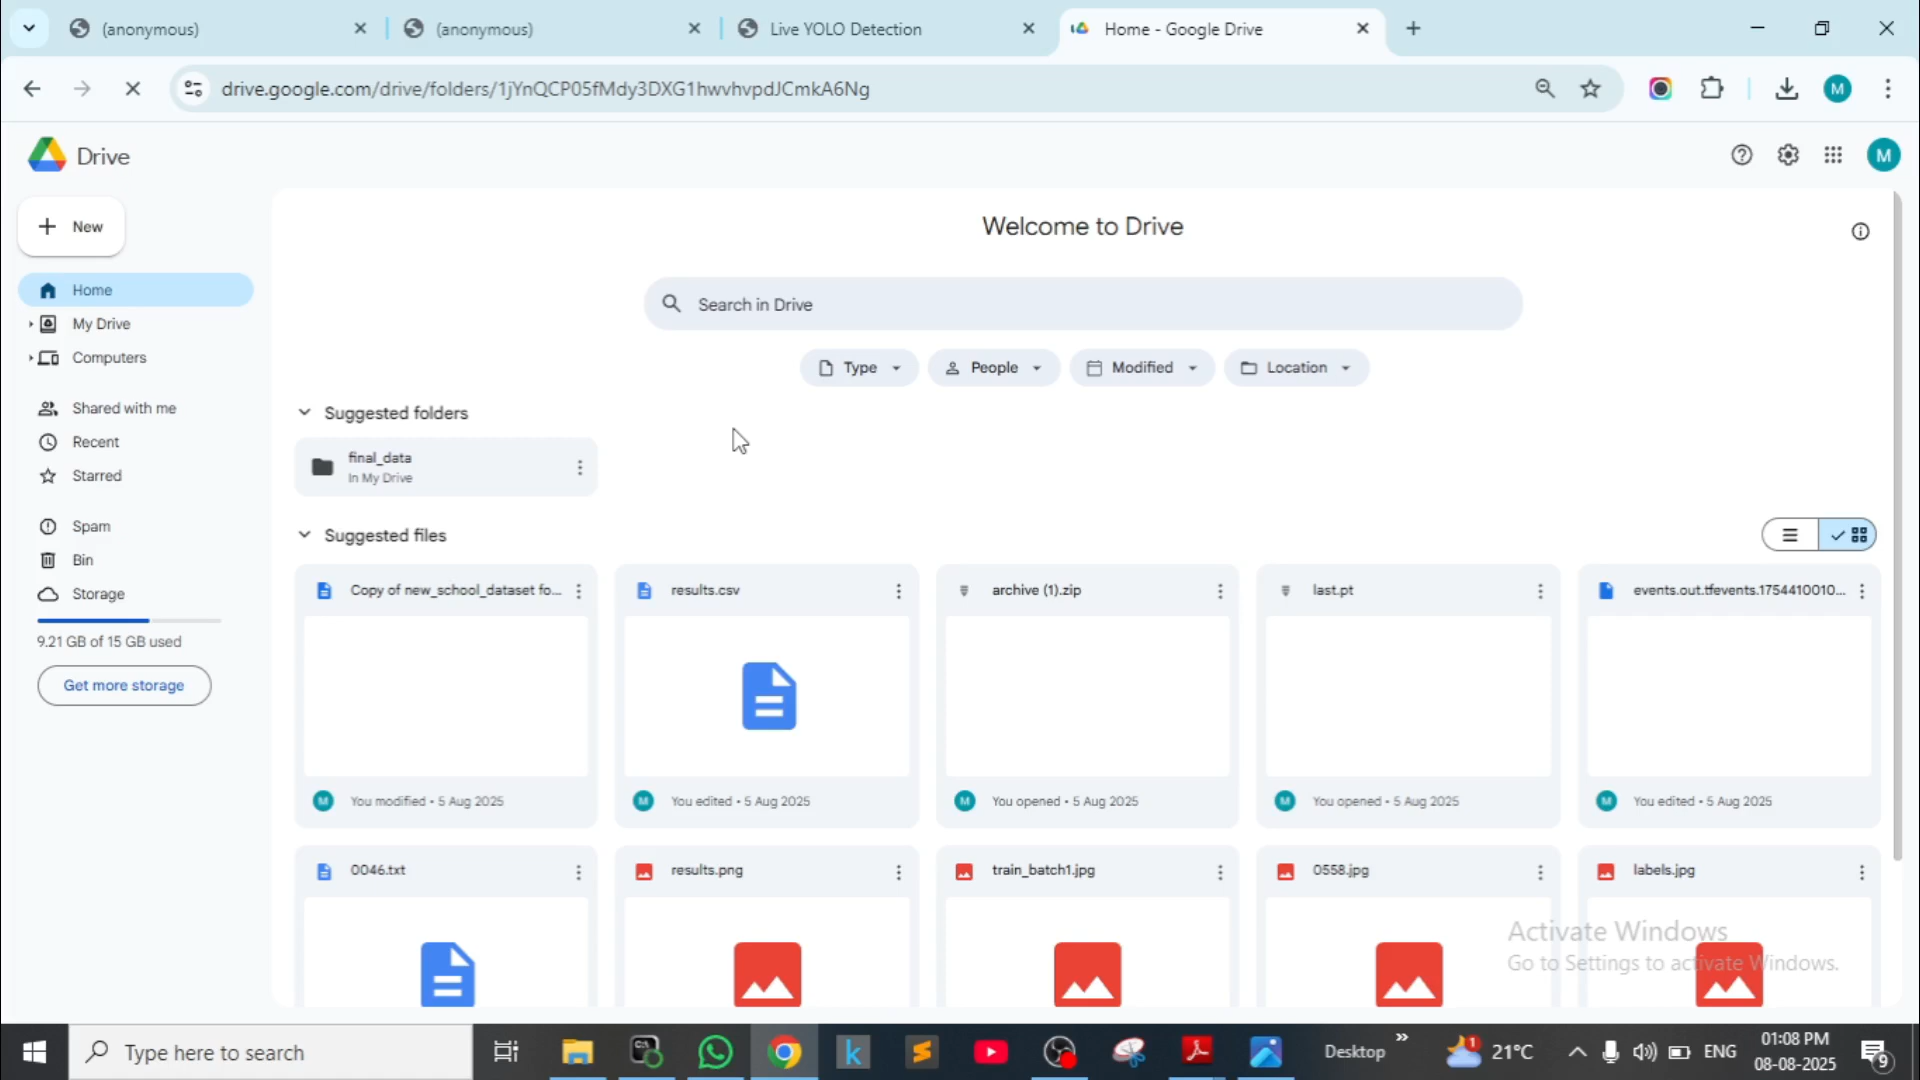 (anonymous)
(anonymous)
Live YOLO Detection
Home - Google Drive
drive.google.com/drive/folders/1jYnQCP05fMdy3DXG1hwvhvpdJCmkA6Ng
M
Drive
M
New
Welcome to Drive
Home
My Drive
Computers
Shared with me
Recent
Starred
Spam
Bin
Storage
9.21 GB of 15 GB used
Get more storage
Search in Drive
Type
People
Modified
Location
Suggested folders
final_data
In My Drive
Suggested files
Copy of new_school_dataset fo...
results.csv
archive (1).zip
last.pt
events.out.tfevents.1754410010...
M
You modified • 5 Aug 2025
M
You edited • 5 Aug 2025
M
You opened • 5 Aug 2025
M
You opened • 5 Aug 2025
M
You edited • 5 Aug 2025
0046.txt
results.png
train_batch1.jpg
0558.jpg
labels.jpg
Activate Windows
Go to Settings to activate Windows.
Type here to search
C:\
k
Desktop
»
1
21°C
ENG
01:08 PM
08-08-2025
9